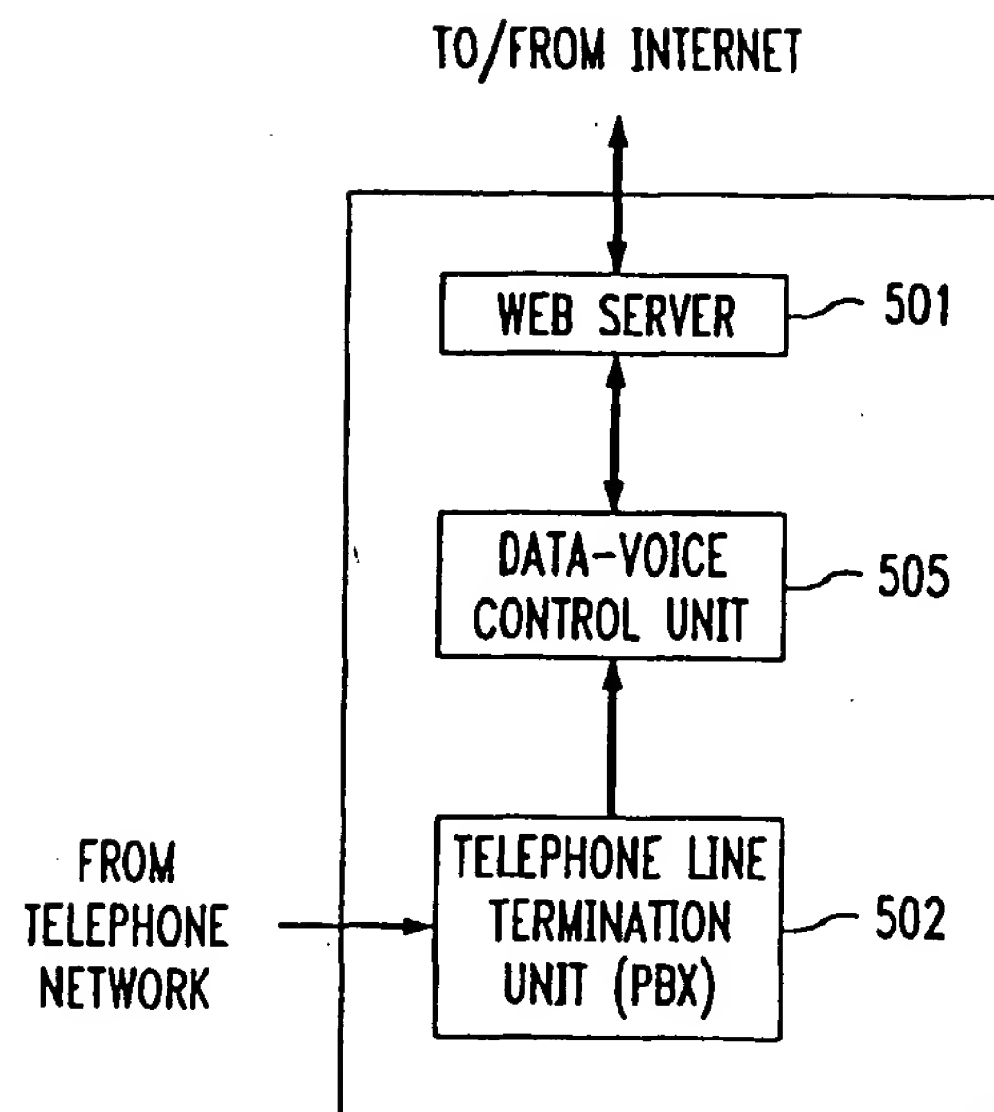 TO/FROM INTERNET
WEB SERVER
501
DATA-VOICE
CONTROL UNIT
505
FROM
TELEPHONE
NETWORK
TELEPHONE LINE
TERMINATION
UNIT (PBX)
502